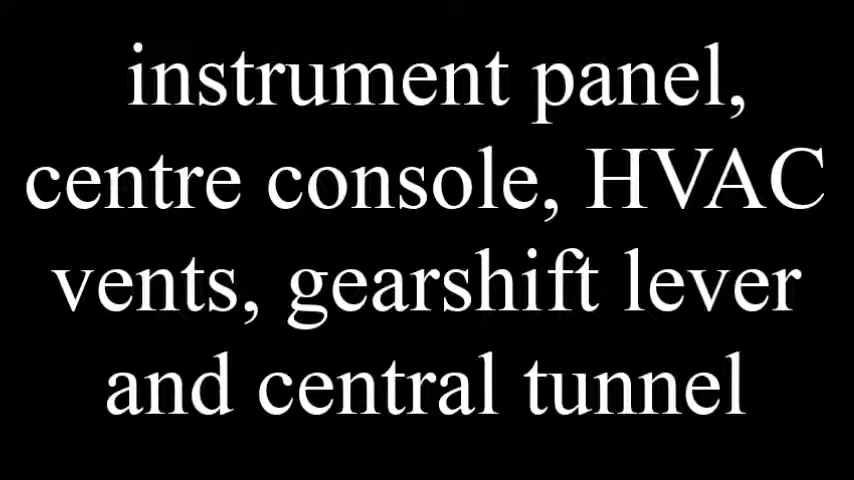 instrument panel,
centre console, HVAC
vents, gearshift lever
and central tunnel